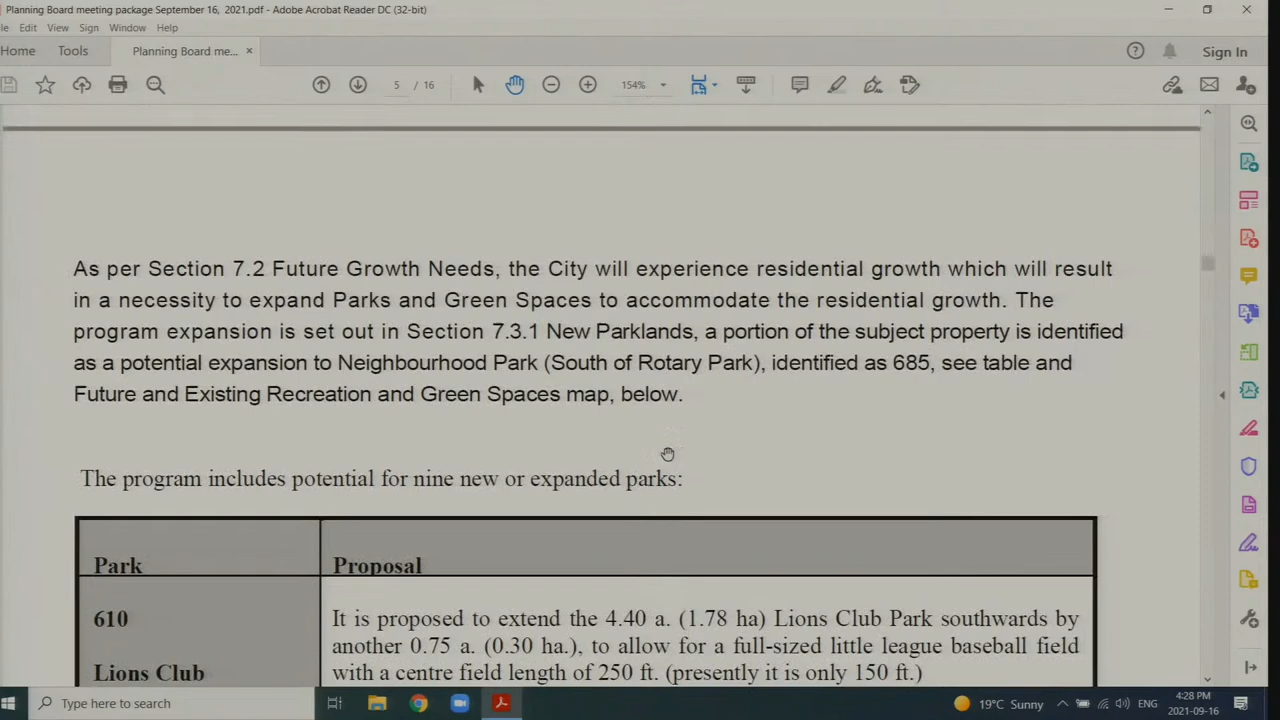 Planning Board meeting package September 16, 2021.pdf - Adobe Acrobat Reader DC (32-bit)
le Edit View Sign Window Help
Home Tools Planning Board me... × Sign In
5 / 16 154%
As per Section 7.2 Future Growth Needs, the City will experience residential growth which will result
in a necessity to expand Parks and Green Spaces to accommodate the residential growth. The
program expansion is set out in Section 7.3.1 New Parklands, a portion of the subject property is identified
as a potential expansion to Neighbourhood Park (South of Rotary Park), identified as 685, see table and
Future and Existing Recreation and Green Spaces map, below.
The program includes potential for nine new or expanded parks:
Park Proposal
610
Lions Club
It is proposed to extend the 4.40 a. (1.78 ha) Lions Club Park southwards by
another 0.75 a. (0.30 ha.), to allow for a full-sized little league baseball field
with a centre field length of 250 ft. (presently it is only 150 ft.)
Type here to search 19°C Sunny ENG 4:28 PM
2021-09-16